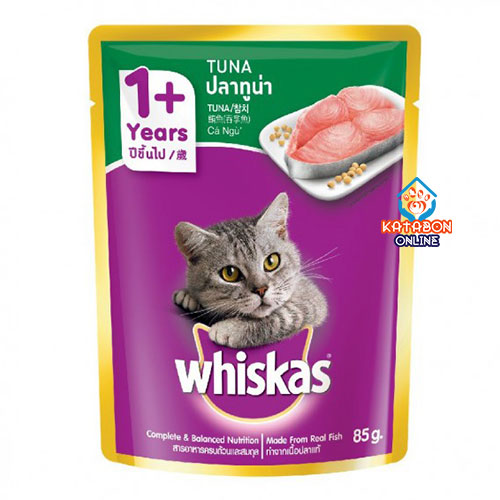 1+
Years
ปีขึ้นไป / 歲
TUNA
ปลาทูน่า
TUNA/참치
Cá Ngừ
KATABON
ONLINE
whiskas
Complete & Balanced Nutrition
สารอาหารครบถ้วนและสมดุล
Made From Real Fish
ทำจากเนื้อปลาแท้
85g.